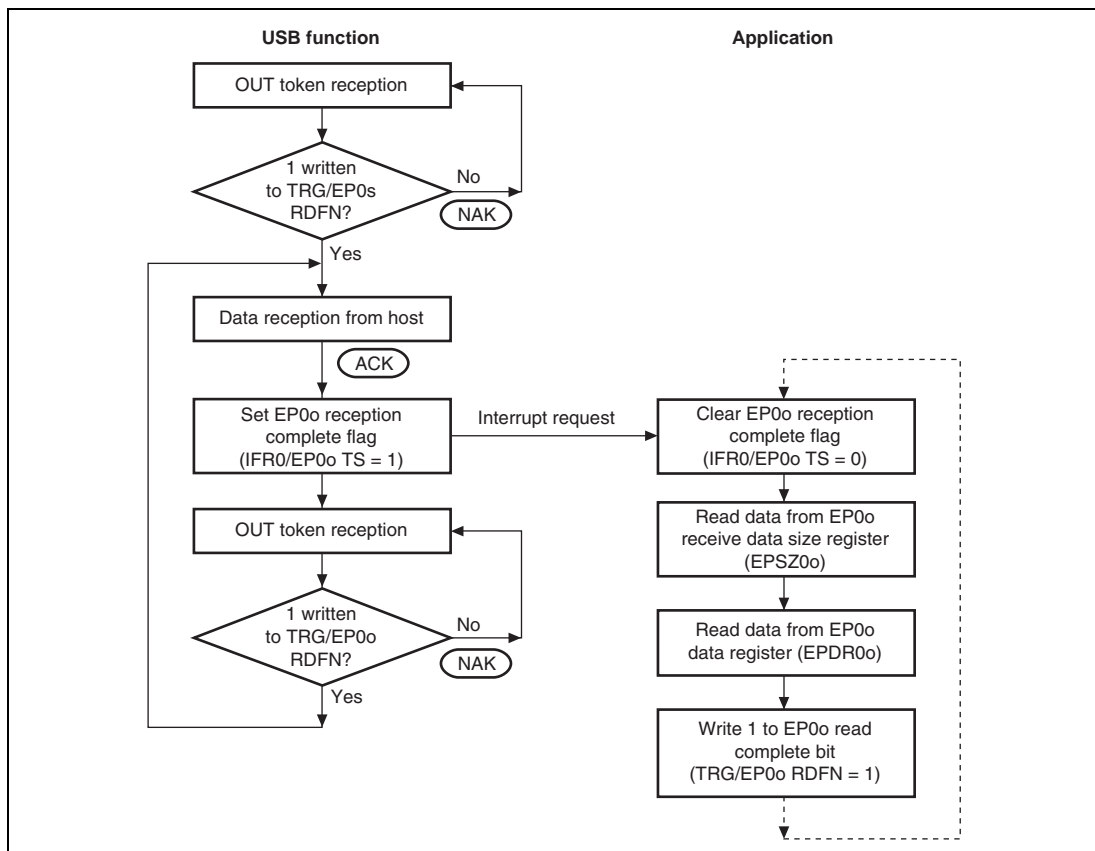 USB function
Application
OUT token reception
1 written
to TRG/EP0s
RDFN?
No
NAK
Yes
Data reception from host
ACK
Set EP0o reception
complete flag
(IFR0/EP0o TS = 1)
Interrupt request
Clear EP0o reception
complete flag
(IFR0/EP0o TS = 0)
OUT token reception
Read data from EP0o
receive data size register
(EPSZ0o)
1 written
to TRG/EP0o
RDFN?
No
NAK
Yes
Read data from EP0o
data register (EPDR0o)
Write 1 to EP0o read
complete bit
(TRG/EP0o RDFN = 1)